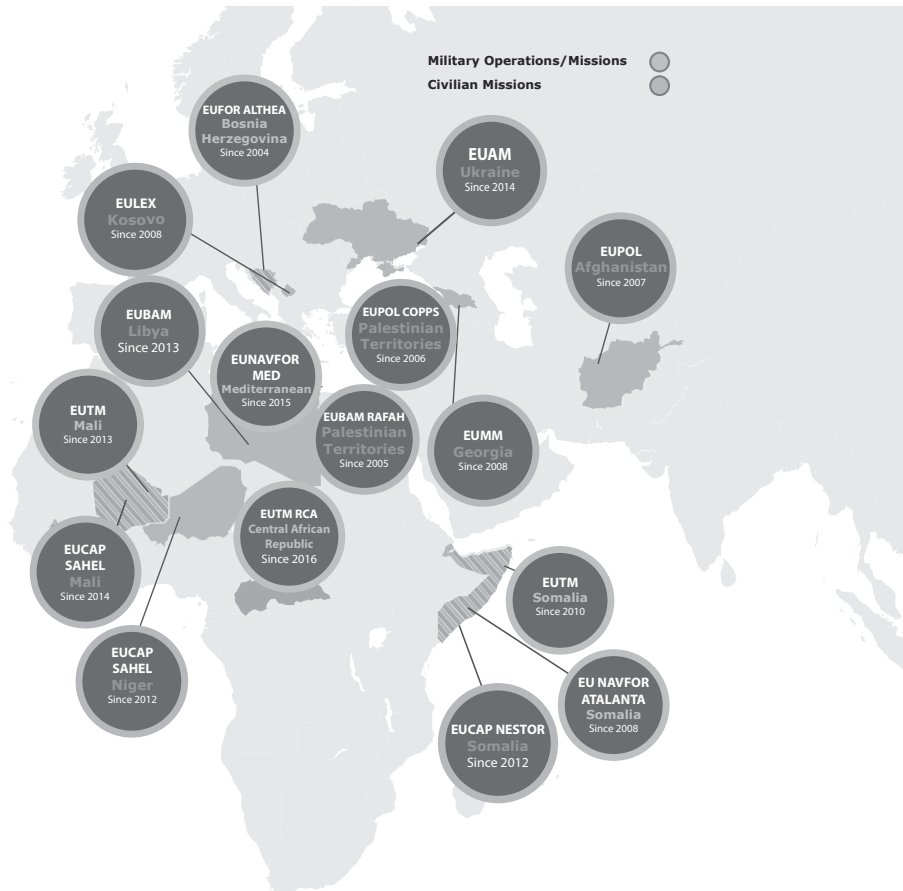 Military Operations/Missions
Civilian Missions
EUFOR ALTHEA
Bosnia
Herzegovina
Since 2004
EUAM
Ukraine
Since 2014
EULEX
Kosovo
Since 2008
EUPOL
Afghanistan
Since 2007
EUBAM
Libya
Since 2013
EUPOL COPPS
Palestinian
Territories
Since 2006
EUNAVFOR
MED
Mediterranean
Since 2015
EUTM
Mali
Since 2013
EUBAM RAFAH
Palestinian
Territories
Since 2005
EUMM
Georgia
Since 2008
EUTM RCA
Central African
Republic
Since 2016
EUCAP
SAHEL
Mali
Since 2014
EUTM
Somalia
Since 2010
EUCAP
SAHEL
Niger
Since 2012
EU NAVFOR
ATALANTA
Somalia
Since 2008
EUCAP NESTOR
Somalia
Since 2012